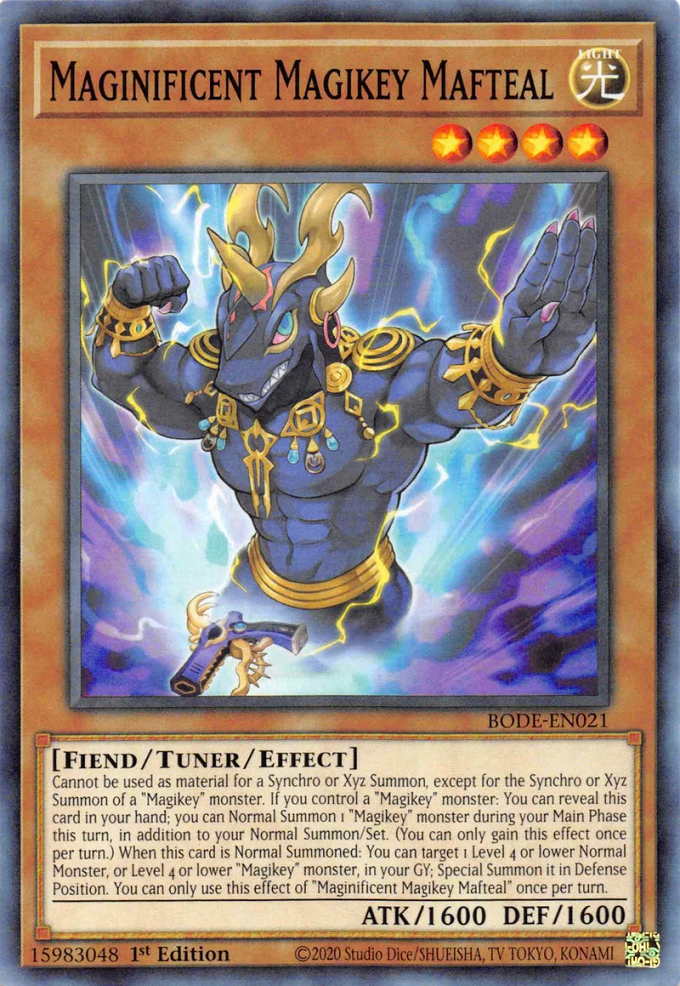 MAGINIFICENT MAGIKEY MAFTEAL
LIGHT
光
BODE-EN021
[FIEND/TUNER/EFFECT]
Cannot be used as material for a Synchro or Xyz Summon, except for the Synchro or Xyz
Summon of a "Magikey" monster. If you control a "Magikey" monster: You can reveal this
card in your hand; you can Normal Summon 1 "Magikey" monster during your Main Phase
this turn, in addition to your Normal Summon/Set. (You can only gain this effect once
per turn.) When this card is Normal Summoned: You can target 1 Level 4 or lower Normal
Monster, or Level 4 or lower "Magikey" monster, in your GY; Special Summon it in Defense
Position. You can only use this effect of "Maginificent Magikey Mafteal" once per turn.
ATK/1600 DEF/1600
15983048 1st Edition ©2020 Studio Dice/SHUEISHA, TV TOKYO, KONAMI